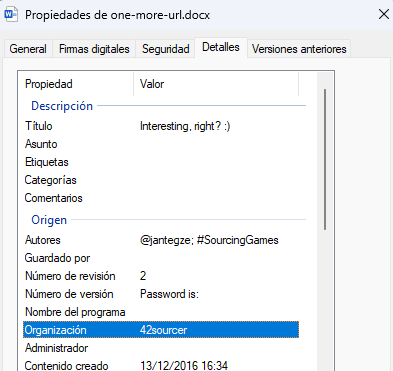 Propiedades de one-more-url.docx
General Firmas digitales Seguridad Detalles Versiones anteriores
Propiedad Valor
Descripción
Título Interesting, right? :)
Asunto
Etiquetas
Categorías
Comentarios
Origen
Autores @jantegze; #SourcingGames
Guardado por
Número de revisión 2
Número de versión Password is:
Nombre del programa
Organización 42sourcer
Administrador
Contenido creado 13/12/2016 16:34